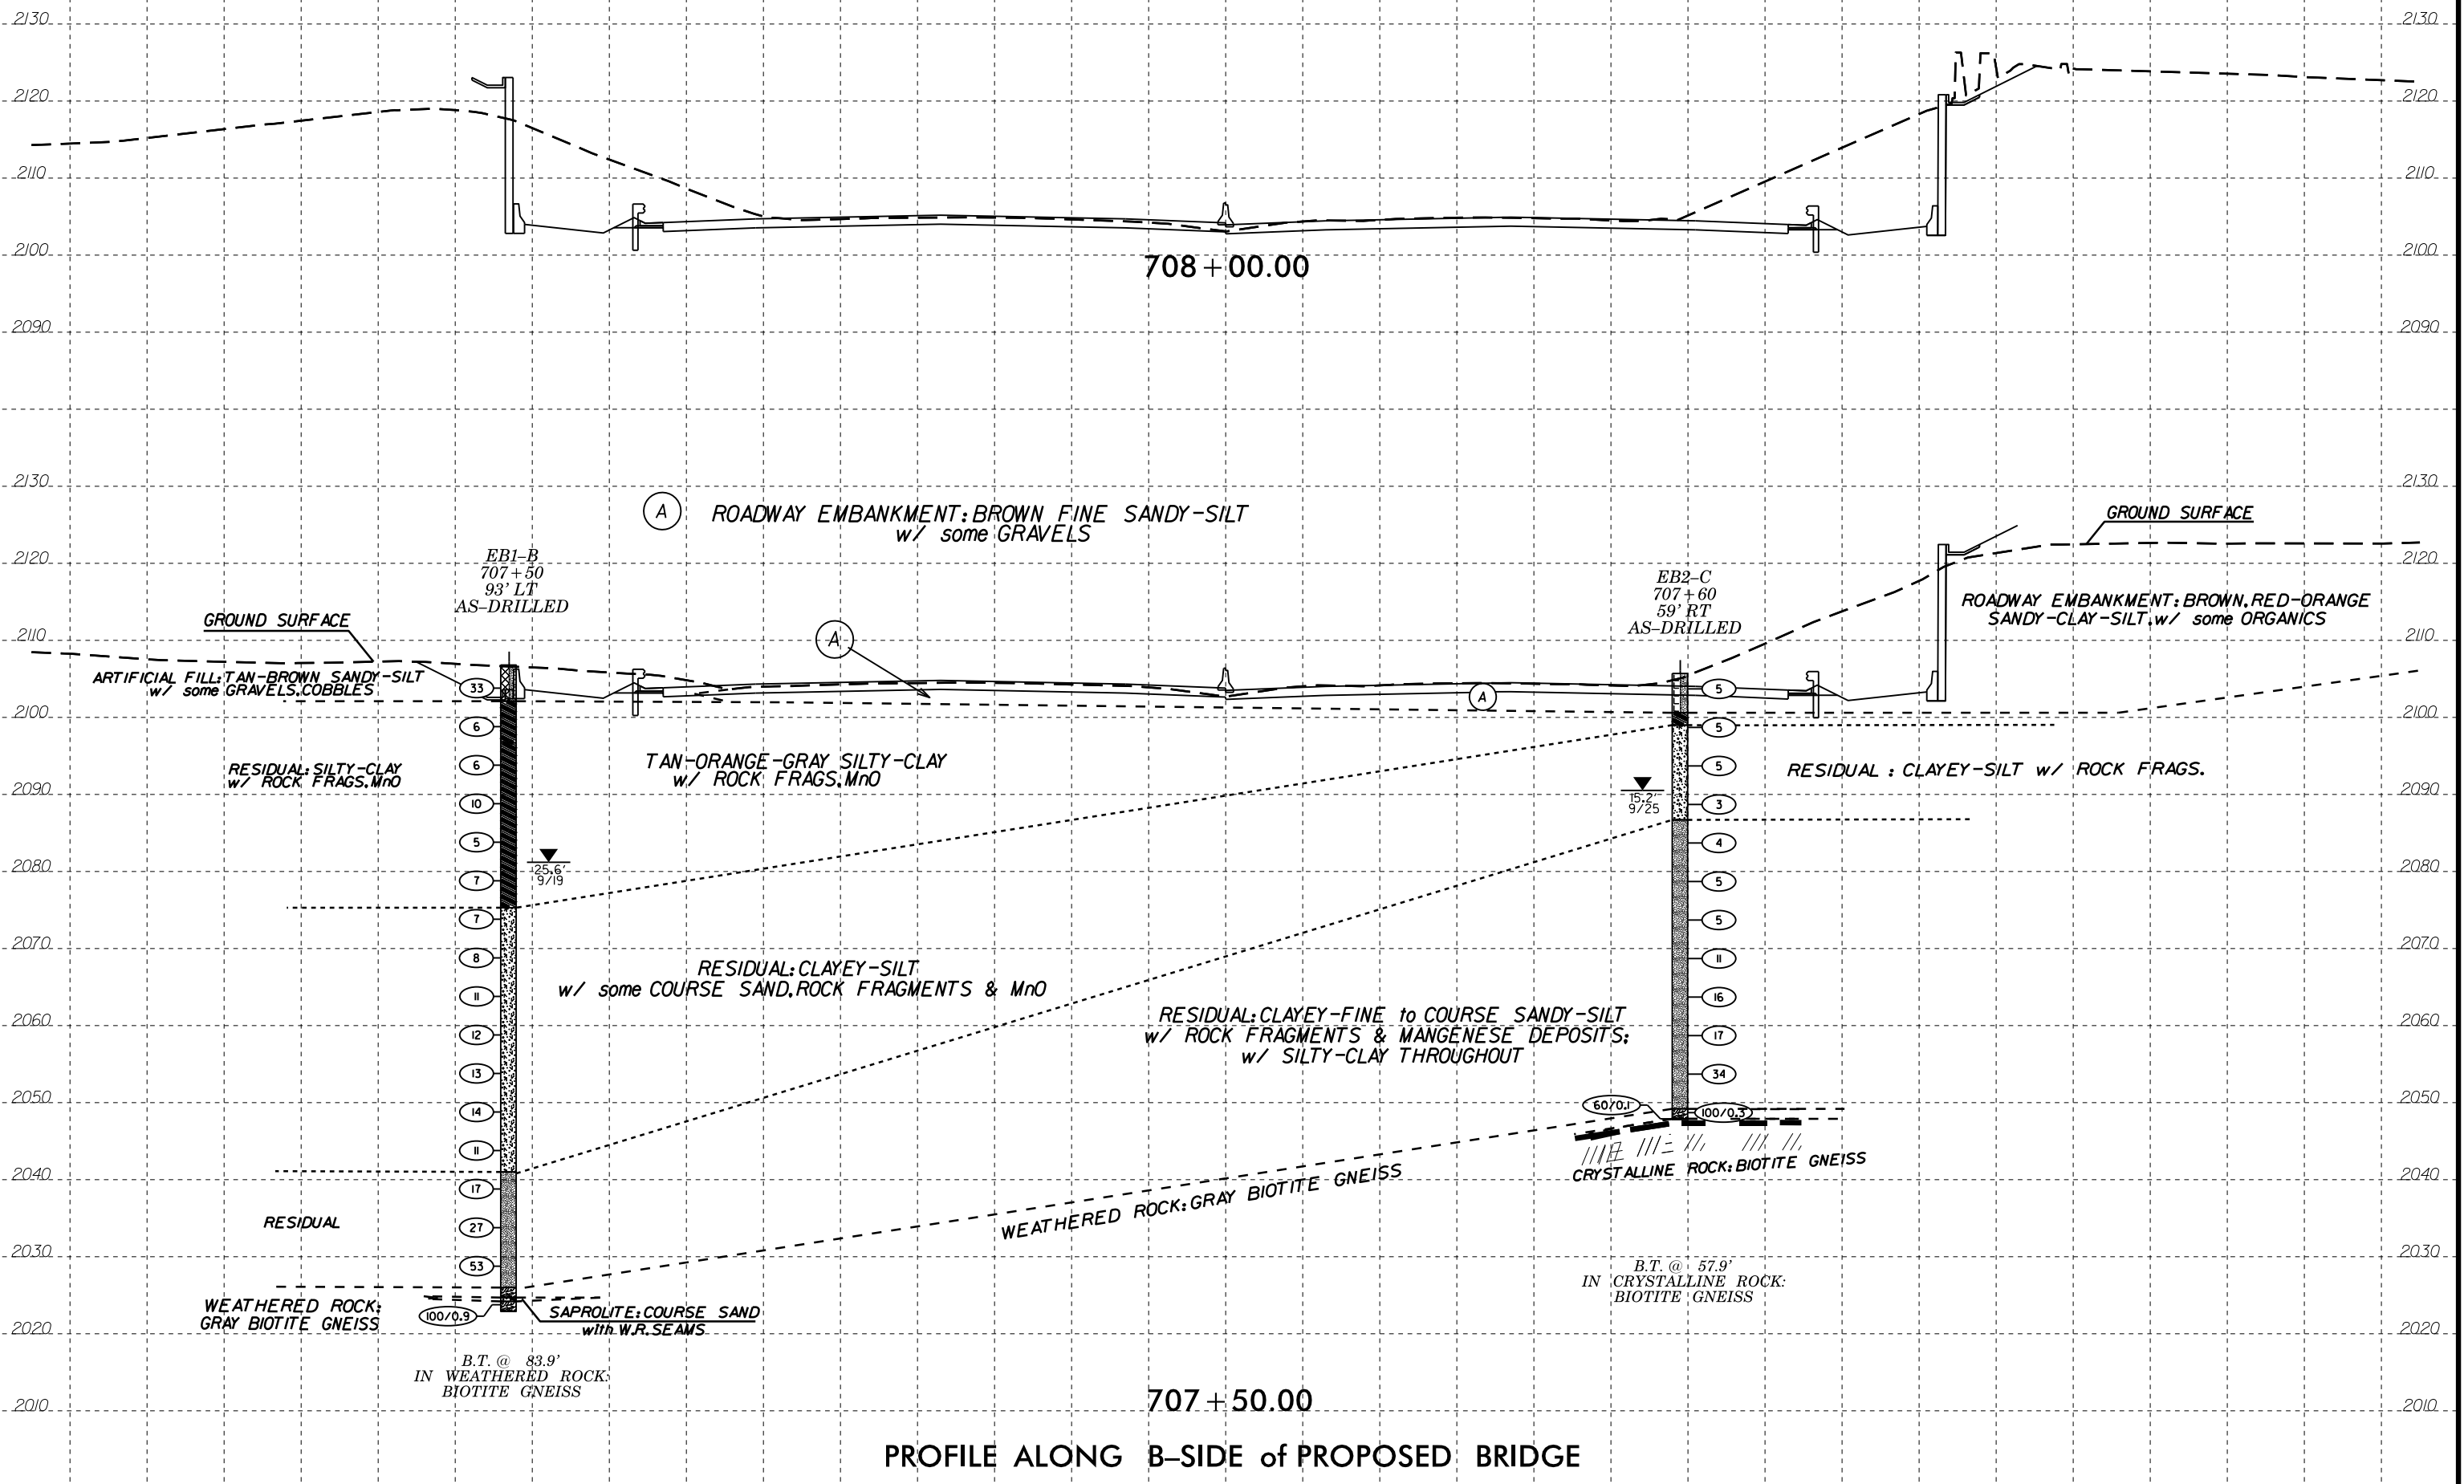 2130 2130
2120 2120
2110 2110
2100 2100
708+00.00
2090 2090
2130 2130
A ROADWAY EMBANKMENT: BROWN FINE SANDY-SILT
w/ some GRAVELS
GROUND SURFACE
EB1-B
707+50
93' LT
AS-DRILLED
2120 2120
EB2-C
707+60
59' RT
AS-DRILLED
ROADWAY EMBANKMENT: BROWN, RED-ORANGE
SANDY-CLAY-SILT, w/ some ORGANICS
GROUND SURFACE
A
2110 2110
ARTIFICIAL FILL: TAN-BROWN SANDY-SILT
w/ some GRAVELS, COBBLES
33
A
5
2100 2100
6
5
RESIDUAL: SILTY-CLAY
w/ ROCK FRAGS, MnO
6
TAN-ORANGE-GRAY SILTY-CLAY
w/ ROCK FRAGS, MnO
5
RESIDUAL : CLAYEY-SILT w/ ROCK FRAGS.
2090 2090
10
15.2'
9/25
3
5
4
2080 2080
25.6'
9/19
7
5
7
5
2070 2070
8
11
RESIDUAL: CLAYEY-SILT
w/ some COURSE SAND, ROCK FRAGMENTS & MnO
11
16
2060 2060
RESIDUAL: CLAYEY-FINE to COURSE SANDY-SILT
w/ ROCK FRAGMENTS & MANGENESE DEPOSITS;
w/ SILTY-CLAY THROUGHOUT
12
17
13
34
2050 2050
14
60/0.1
100/0.3
11
CRYSTALLINE ROCK: BIOTITE GNEISS
2040 2040
17
WEATHERED ROCK: GRAY BIOTITE GNEISS
RESIDUAL
27
2030 2030
53
B.T. @ 57.9'
IN CRYSTALLINE ROCK:
BIOTITE GNEISS
WEATHERED ROCK:
GRAY BIOTITE GNEISS
100/0.9
SAPROLITE: COURSE SAND
with W.R. SEAMS
2020 2020
B.T. @ 83.9'
IN WEATHERED ROCK:
BIOTITE GNEISS
707+50.00
2010 2010
PROFILE ALONG B-SIDE of PROPOSED BRIDGE